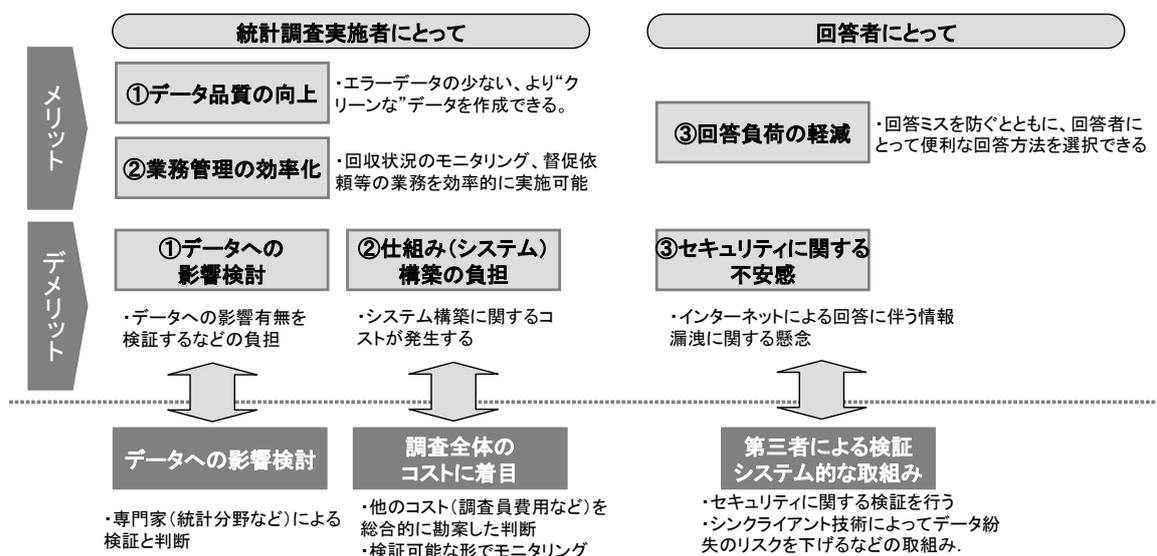 統計調査実施者にとって
回答者にとって
メリット
①データ品質の向上
・エラーデータの少ない、より“ク
リーンな”データを作成できる。
②業務管理の効率化
・回収状況のモニタリング、督促依
頼等の業務を効率的に実施可能
③回答負荷の軽減
・回答ミスを防ぐとともに、回答者に
とって便利な回答方法を選択できる
デメリット
①データへの
影響検討
・データへの影響有無を
検証するなどの負担
②仕組み(システム)
構築の負担
・システム構築に関するコ
ストが発生する
③セキュリティに関する
不安感
・インターネットによる回答に伴う情報
漏洩に関する懸念
データへの影響検討
・専門家(統計分野など)による
検証と判断
調査全体の
コストに着目
・他のコスト(調査員費用など)を
総合的に勘案した判断
・検証可能な形でモニタリング
第三者による検証
システム的な取組み
・セキュリティに関する検証を行う
・シンクライアント技術によってデータ紛
失のリスクを下げるなどの取組み.